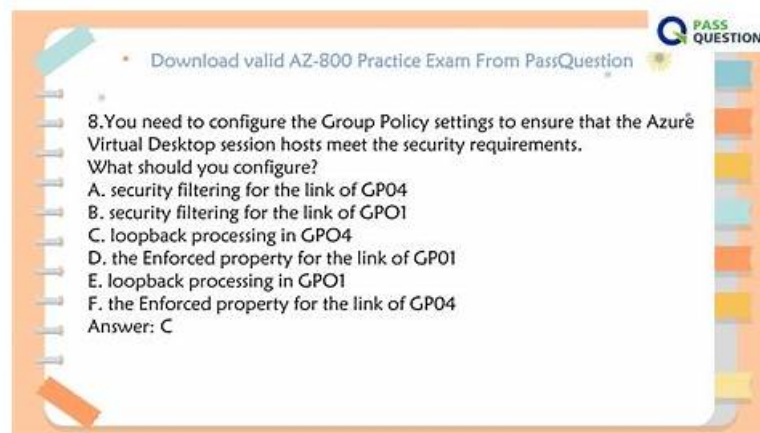 PASS
QUESTION
Download valid AZ-800 Practice Exam From PassQuestion
8.You need to configure the Group Policy settings to ensure that the Azure
Virtual Desktop session hosts meet the security requirements.
What should you configure?
A. security filtering for the link of GP04
B. security filtering for the link of GPO1
C. loopback processing in GPO4
D. the Enforced property for the link of GP01
E. loopback processing in GPO1
F. the Enforced property for the link of GP04
Answer: C